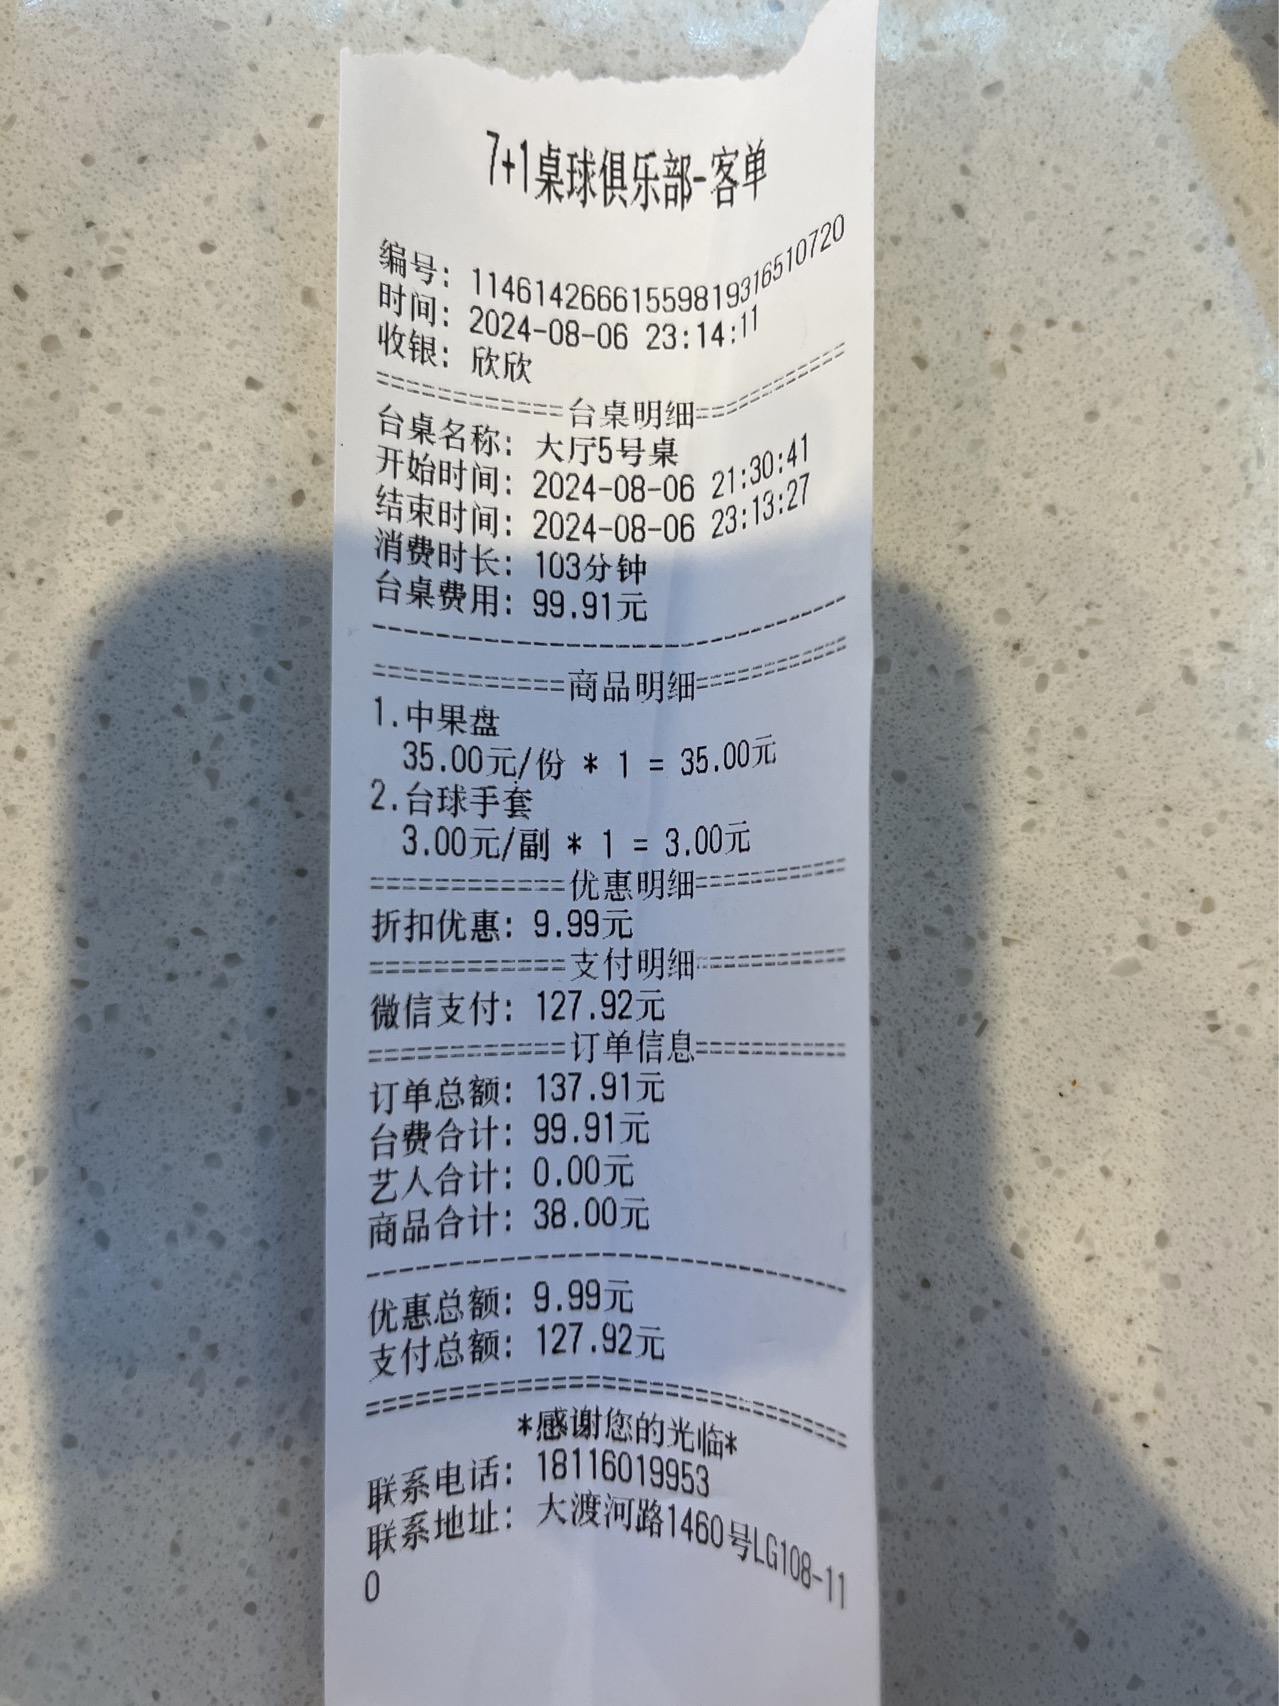 7+1桌球俱乐部-客单
编号: 1146142666155981931651​0720
时间: 2024-08-06 23:14:11
收银: 欣欣
============台桌明细============
台桌名称: 大厅5号桌
开始时间: 2024-08-06 21:30:41
结束时间: 2024-08-06 23:13:27
消费时长: 103分钟
台桌费用: 99.91元
--------------------------------
============商品明细============
1.中果盘
35.00元/份 * 1 = 35.00元
2.台球手套
3.00元/副 * 1 = 3.00元
============优惠明细============
折扣优惠: 9.99元
============支付明细============
微信支付: 127.92元
============订单信息============
订单总额: 137.91元
台费合计: 99.91元
艺人合计: 0.00元
商品合计: 38.00元
--------------------------------
优惠总额: 9.99元
支付总额: 127.92元
================================
*感谢您的光临*
联系电话: 18116019953
联系地址: 大渡河路1460号LG108-11
0